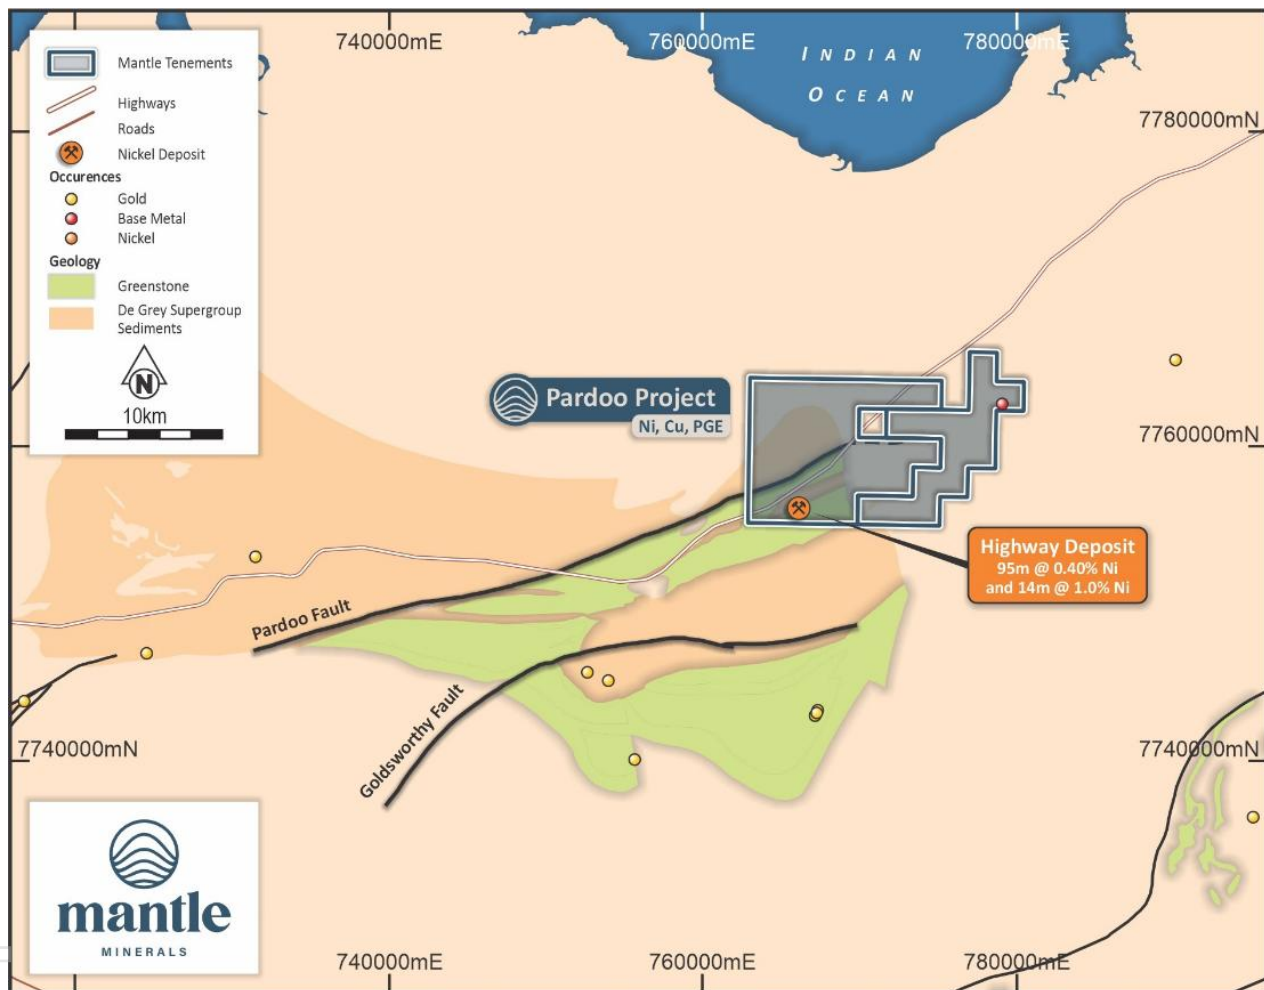 740000mE
760000mE
780000mE
INDIAN
OCEAN
7780000mN
Mantle Tenements
Highways
Roads
Nickel Deposit
Occurences
Gold
Base Metal
Nickel
Geology
Greenstone
De Grey Supergroup
Sediments
N
10km
Pardoo Project
Ni, Cu, PGE
7760000mN
Highway Deposit
95m @ 0.40% Ni
and 14m @ 1.0% Ni
Pardoo Fault
Goldsworthy Fault
7740000mN
7740000mN
mantle
MINERALS
740000mE
760000mE
780000mE